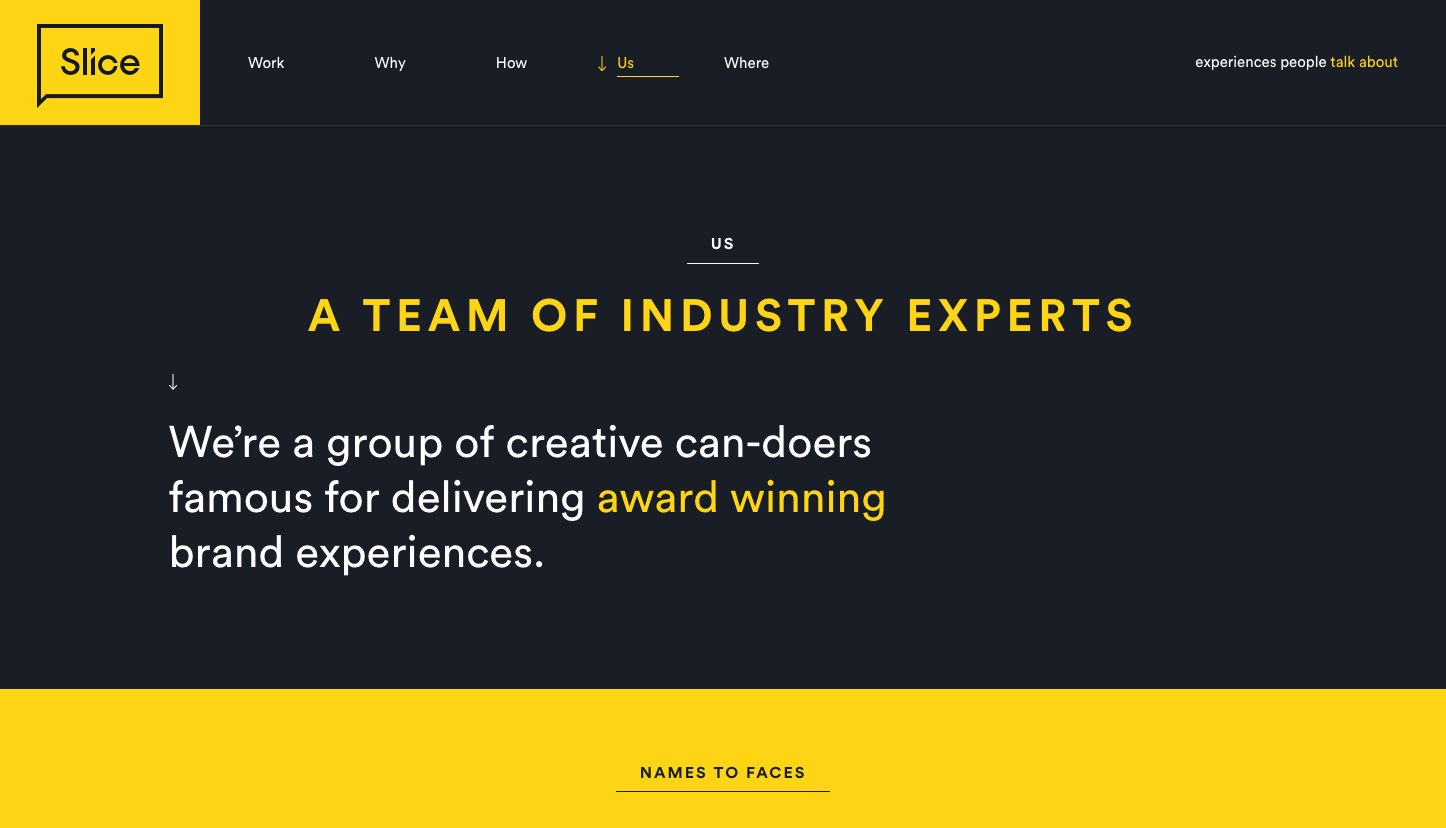 Slice
Work
Why
How
↓ Us
Where
experiences people talk about
US
A TEAM OF INDUSTRY EXPERTS
↓
We’re a group of creative can-doers
famous for delivering award winning
brand experiences.
NAMES TO FACES